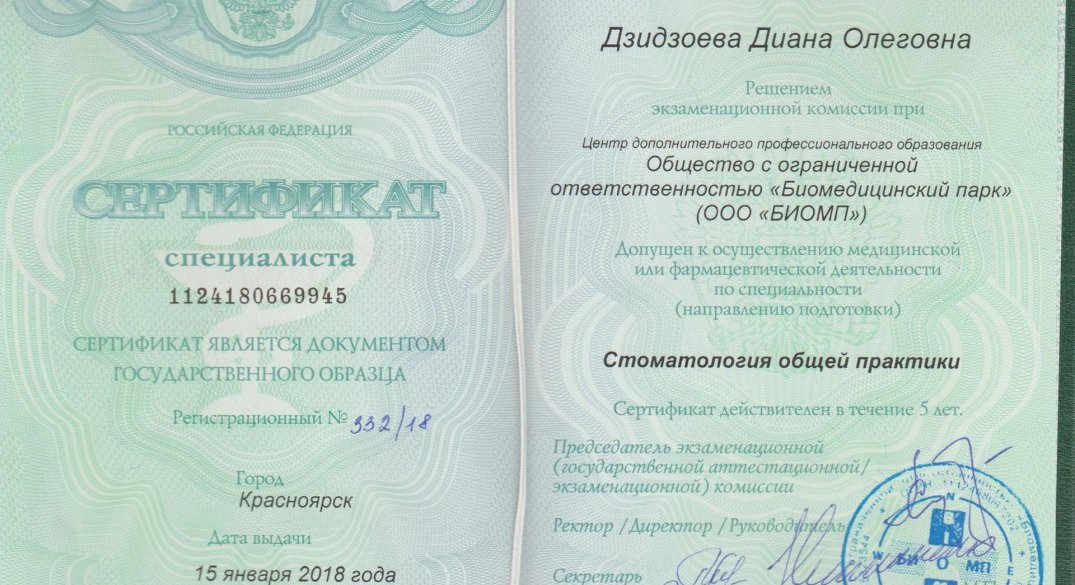 РОССИЙСКАЯ ФЕДЕРАЦИЯ
СЕРТИФИКАТ
специалиста
1124180669945
СЕРТИФИКАТ ЯВЛЯЕТСЯ ДОКУМЕНТОМ
ГОСУДАРСТВЕННОГО ОБРАЗЦА
Регистрационный № 332/18
Город
Красноярск
Дата выдачи
15 января 2018 года
Дзидзоева Диана Олеговна
Решением
экзаменационной комиссии при
Центр дополнительного профессионального образования
Общество с ограниченной
ответственностью «Биомедицинский парк»
(ООО «БИОМП»)
Допущен к осуществлению медицинской
или фармацевтической деятельности
по специальности
(направлению подготовки)
Стоматология общей практики
Сертификат действителен в течение 5 лет.
Председатель экзаменационной
(государственной аттестационной/
экзаменационной) комиссии
Ректор /Директор /Руководитель
Секретарь
N
W БИОМП E